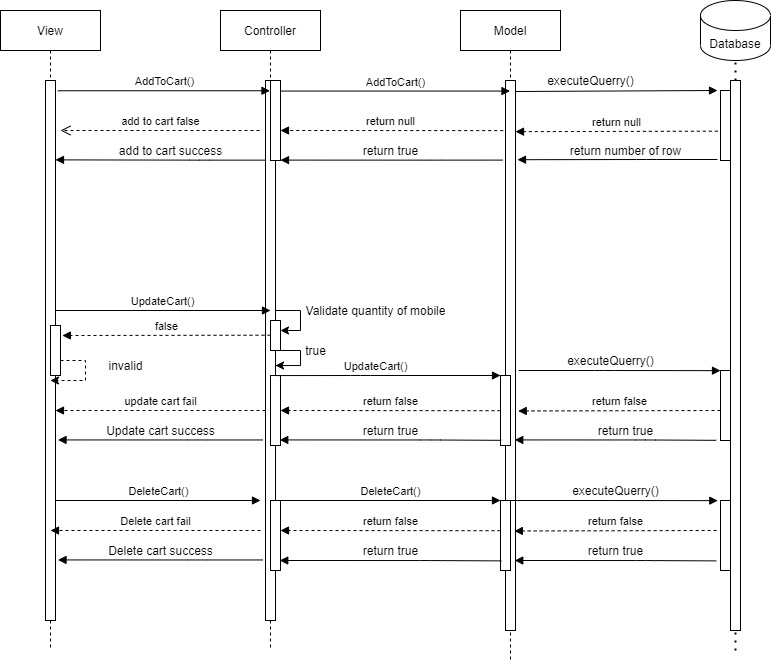 View
Controller
Model
Database
AddToCart()
AddToCart()
executeQuerry()
add to cart false
return null
return null
add to cart success
return true
return number of row
UpdateCart()
Validate quantity of mobile
false
true
invalid
UpdateCart()
executeQuerry()
update cart fail
return false
return false
Update cart success
return true
return true
DeleteCart()
DeleteCart()
executeQuerry()
Delete cart fail
return false
return false
Delete cart success
return true
return true